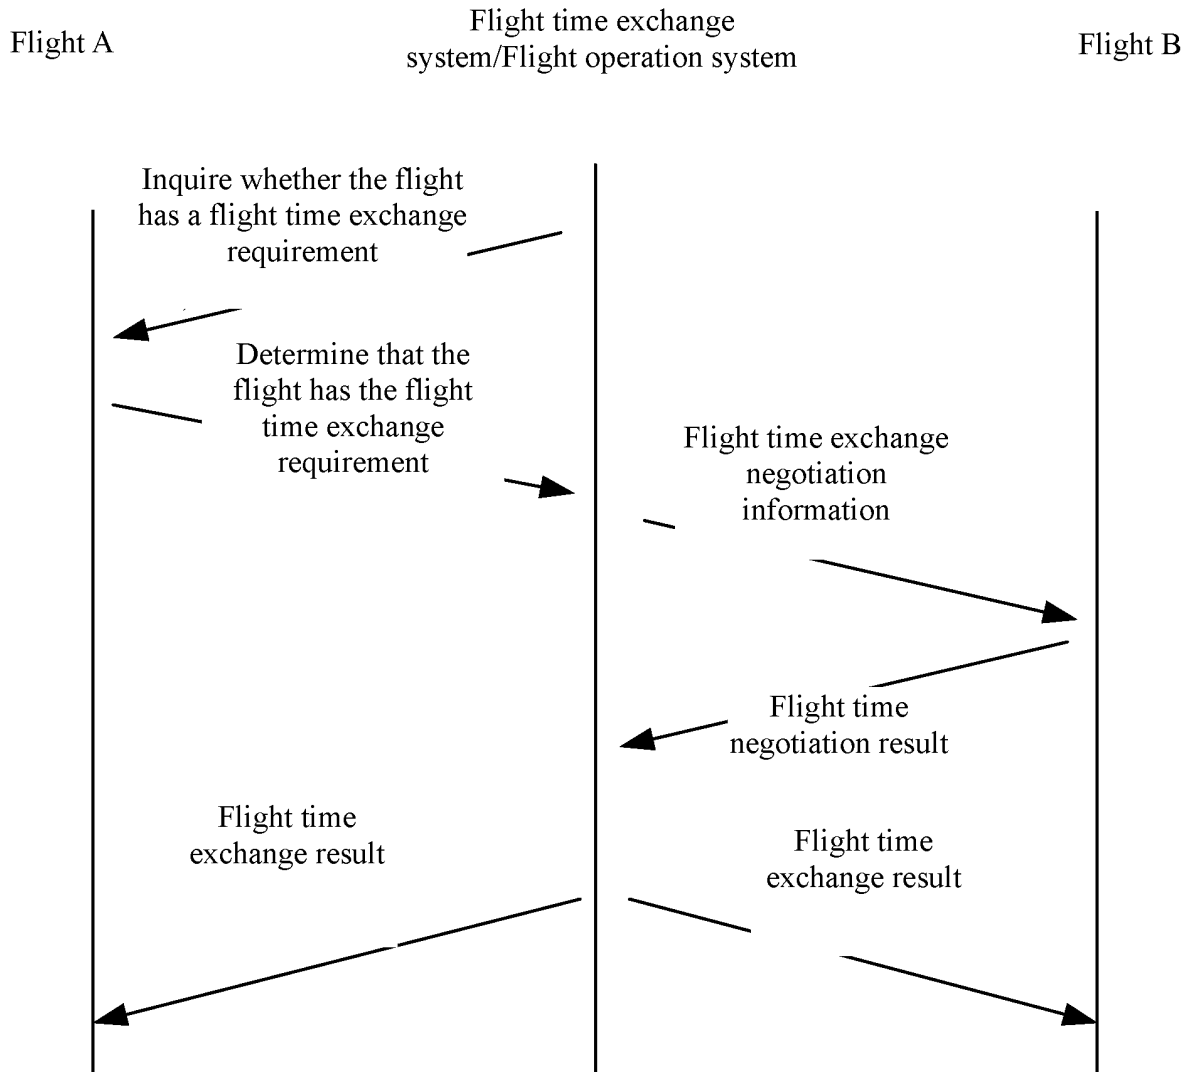 Flight A
Flight time exchange
system/Flight operation system
Flight B
Inquire whether the flight
has a flight time exchange
requirement
Determine that the
flight has the flight
time exchange
requirement
Flight time exchange
negotiation
information
Flight time
negotiation result
Flight time
exchange result
Flight time
exchange result